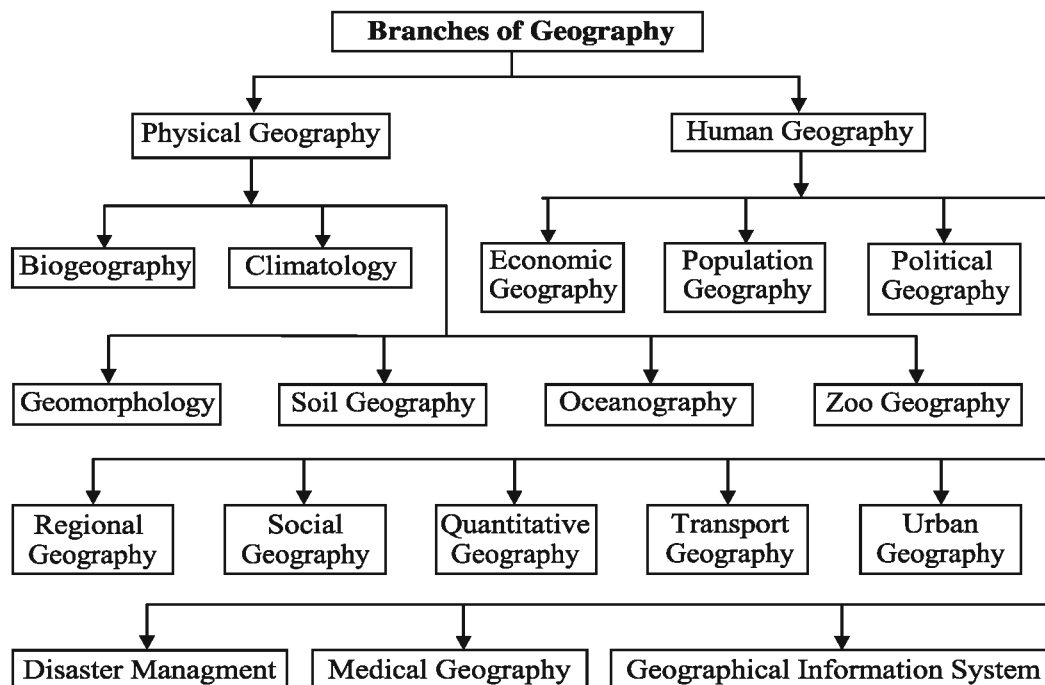 Branches of Geography
Physical Geography
Human Geography
Biogeography
Climatology
Economic
Geography
Population
Geography
Political
Geography
Geomorphology
Soil Geography
Oceanography
Zoo Geography
Regional
Geography
Social
Geography
Quantitative
Geography
Transport
Geography
Urban
Geography
Disaster Managment
Medical Geography
Geographical Information System